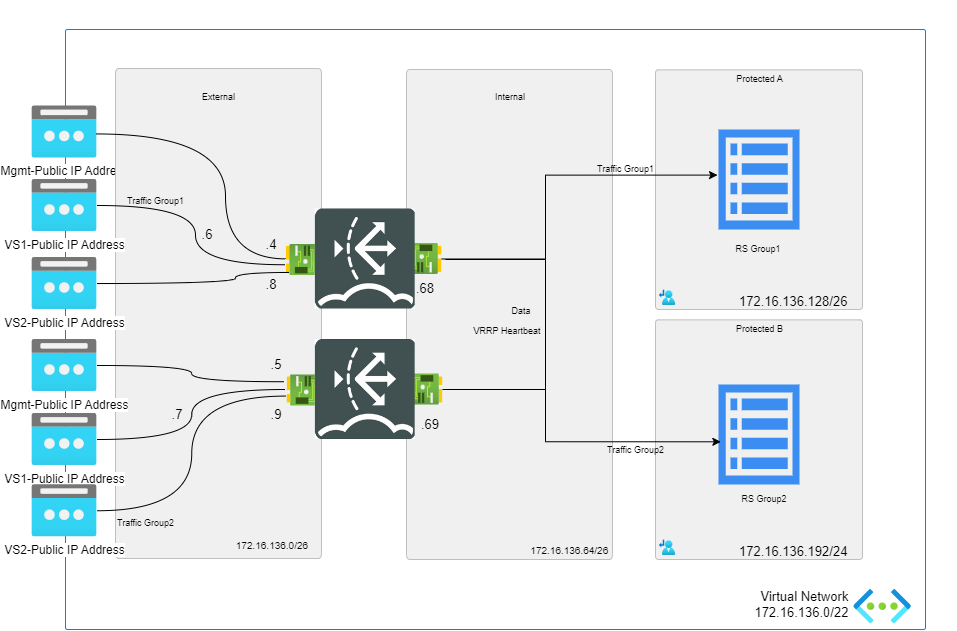 External
Internal
Protected A
Mgmt-Public IP Addre
Traffic Group1
VS1-Public IP Address
.6
.4
.8
VS2-Public IP Address
.68
Traffic Group1
RS Group1
172.16.136.128/26
Data
VRRP Heartbeat
Protected B
.5
Mgmt-Public IP Address
.7
.9
.69
VS1-Public IP Address
Traffic Group2
Traffic Group2
RS Group2
VS2-Public IP Address
172.16.136.0/26
172.16.136.64/26
172.16.136.192/24
Virtual Network
172.16.136.0/22